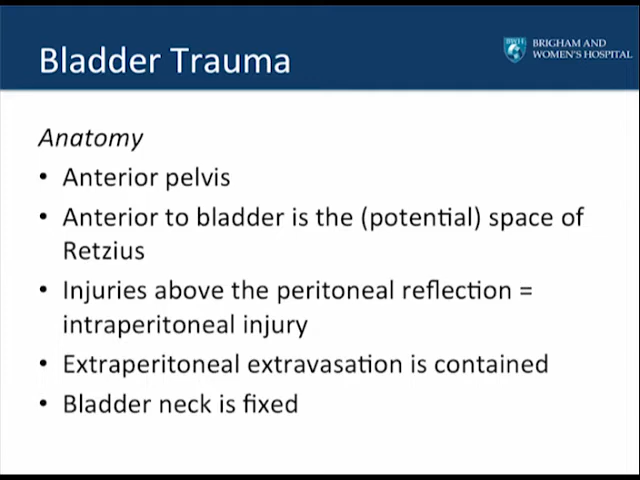 Bladder Trauma
BRIGHAM AND
WOMEN'S HOSPITAL
Anatomy
• Anterior pelvis
• Anterior to bladder is the (potential) space of
Retzius
• Injuries above the peritoneal reflection =
intraperitoneal injury
• Extraperitoneal extravasation is contained
• Bladder neck is fixed